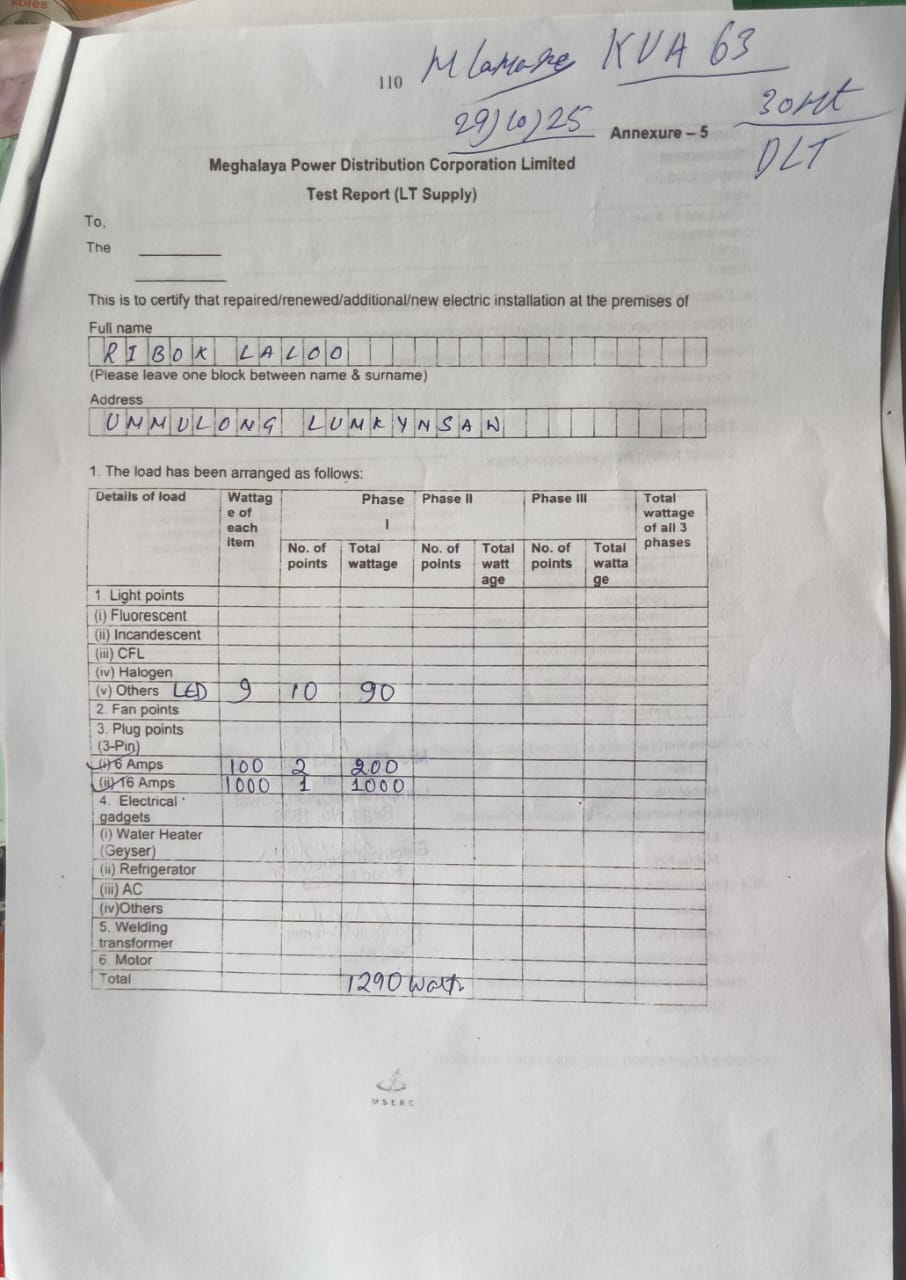 KORES
110
KVA 63
29/10/25
Annexure – 5
30Mt
DLT
Meghalaya Power Distribution Corporation Limited
Test Report (LT Supply)
To,
The
This is to certify that repaired/renewed/additional/new electric installation at the premises of
Full name
RIBOK LALOO
(Please leave one block between name & surname)
Address
UMMULONG LUMKYNSAW
1. The load has been arranged as follows:
Details of load Wattag e of each item Phase I Phase II Phase III Total wattage of all 3 phases
No. of points Total wattage No. of points Total watt age No. of points Total watta ge
1 Light points
(i) Fluorescent
(ii) Incandescent
(iii) CFL
(iv) Halogen
(v) Others LED 9 10 90
2. Fan points
3. Plug points
(3-Pin)
(i) 6 Amps 100 2 200
(ii) 16 Amps 1000 1 1000
4. Electrical
gadgets
(i) Water Heater
(Geyser)
(ii) Refrigerator
(iii) AC
(iv)Others
5. Welding
transformer
6. Motor
Total 1290 watt
MSERC